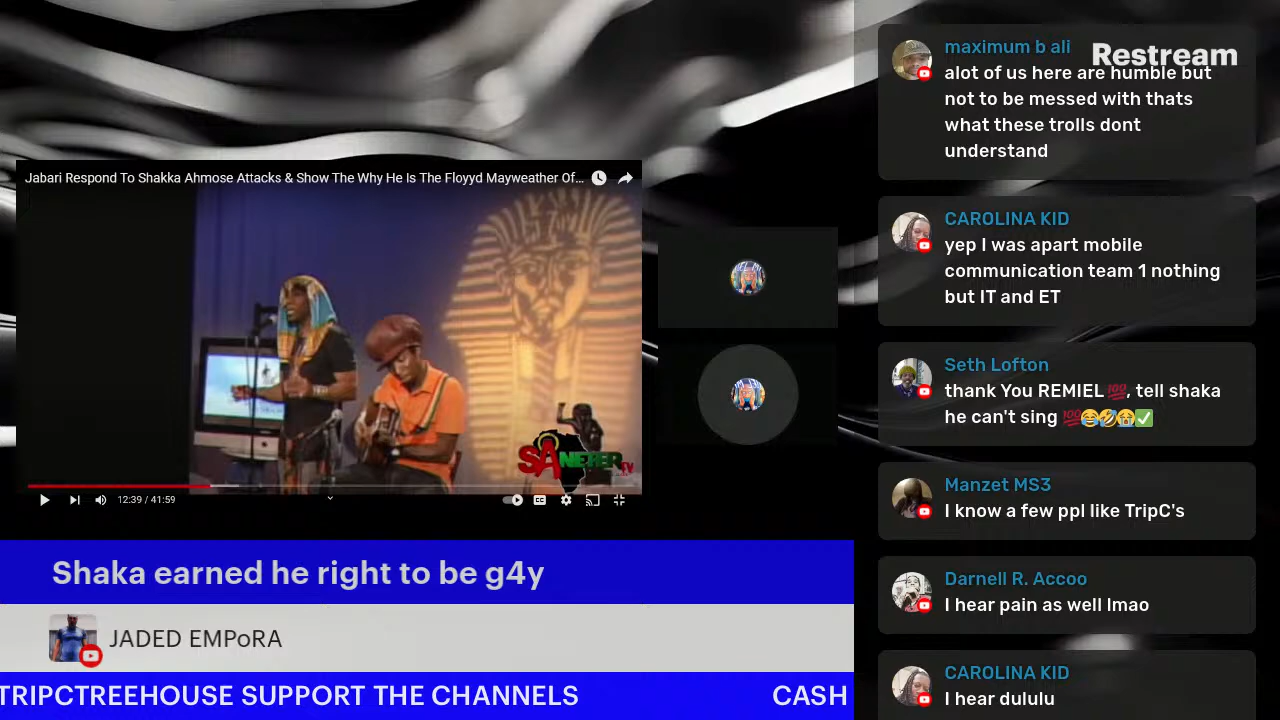 maximum b ali
Restream
alot of us here are humble but
not to be messed with thats
what these trolls dont
understand
Jabari Respond To Shakka Ahmose Attacks & Show The Why He Is The Floyyd Mayweather Of...
CAROLINA KID
yep I was apart mobile
communication team 1 nothing
but IT and ET
Seth Lofton
thank You REMIEL💯, tell shaka
he can't sing 💯😂🤣😭✅
SANETER TV
12:39 / 41:59
CC
Manzet MS3
I know a few ppl like TripC's
Shaka earned he right to be g4y
JADED EMPoRA
Darnell R. Accoo
I hear pain as well lmao
CAROLINA KID
I hear dululu
TRIPCTREEHOUSE SUPPORT THE CHANNELS
CASH